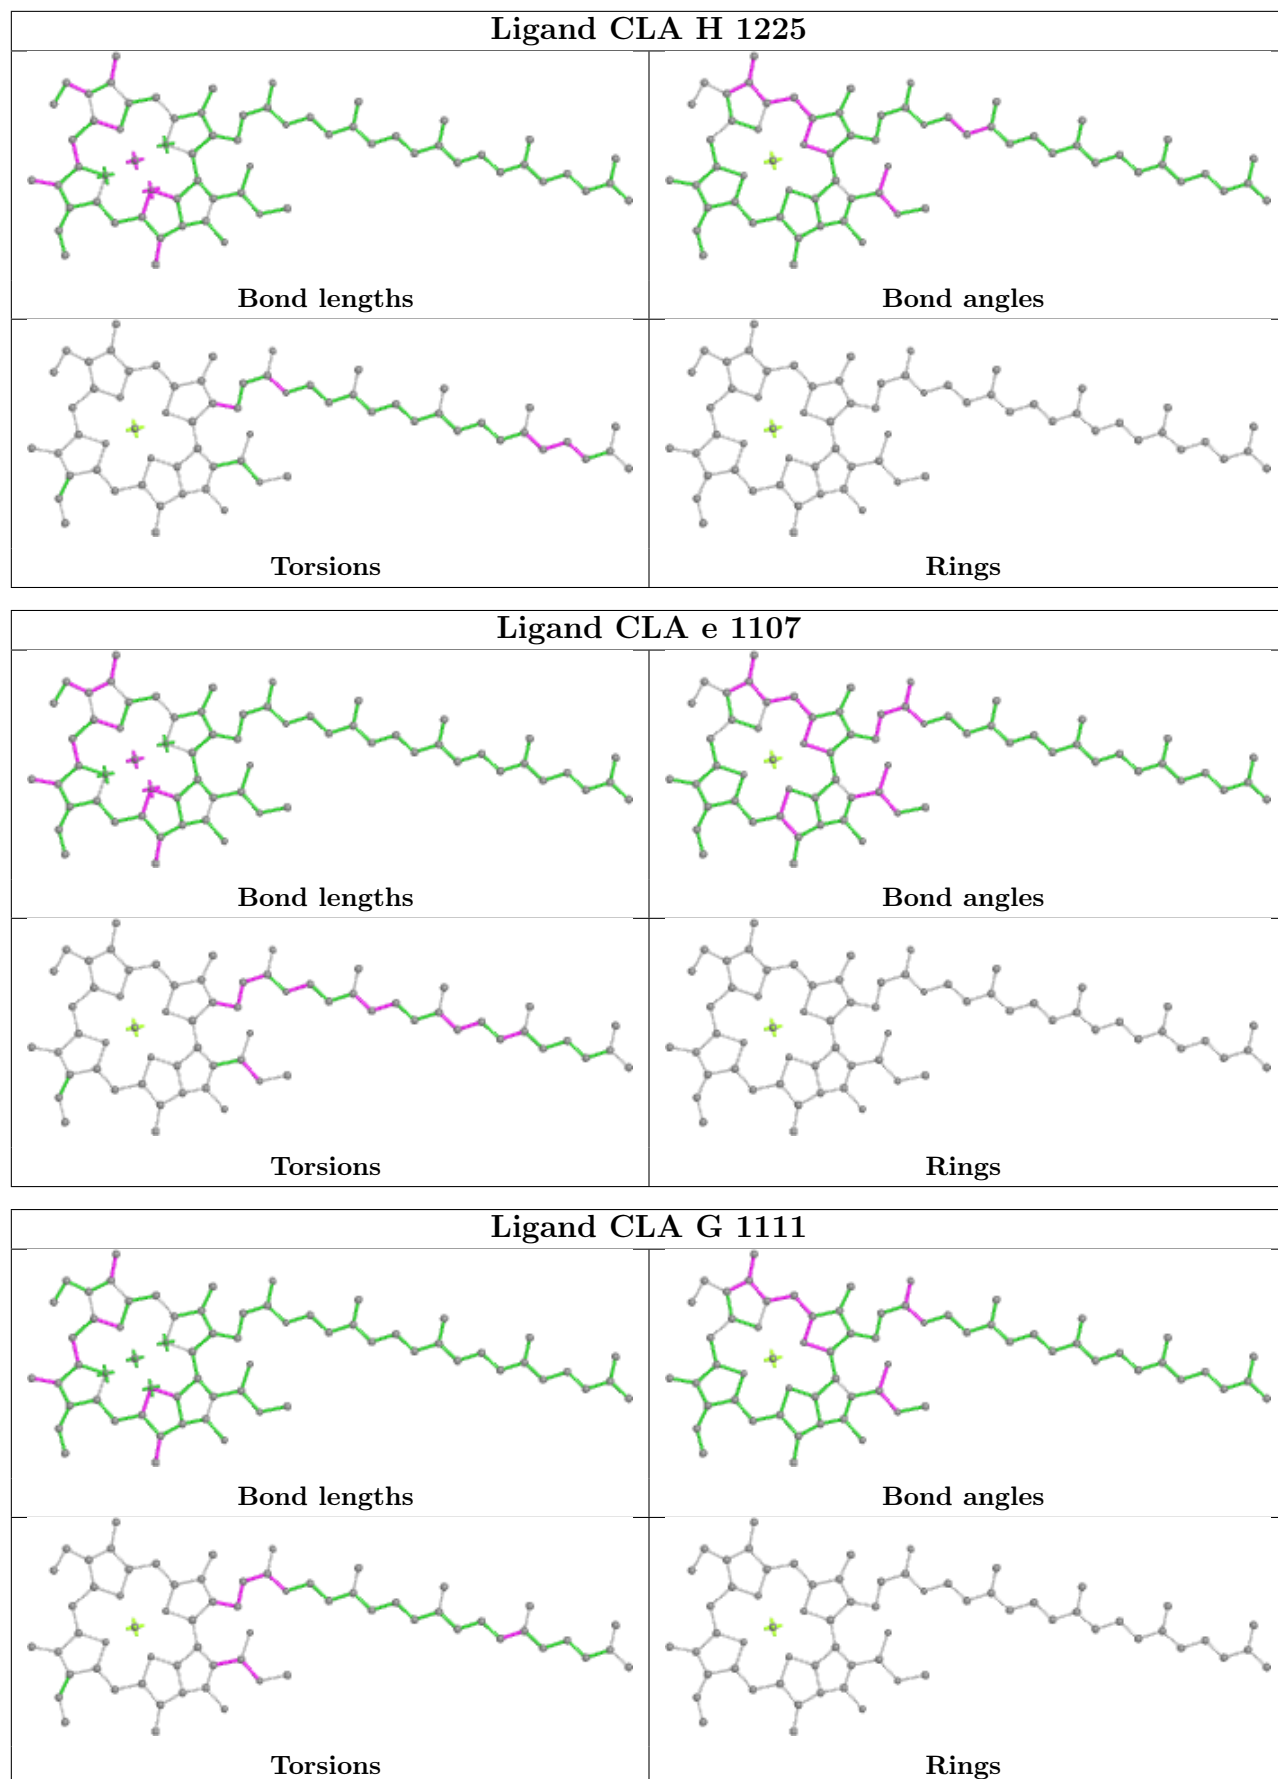 Ligand CLA H 1225
Bond lengths
Bond angles
Torsions
Rings
Ligand CLA e 1107
Bond lengths
Bond angles
Torsions
Rings
Ligand CLA G 1111
Bond lengths
Bond angles
Torsions
Rings